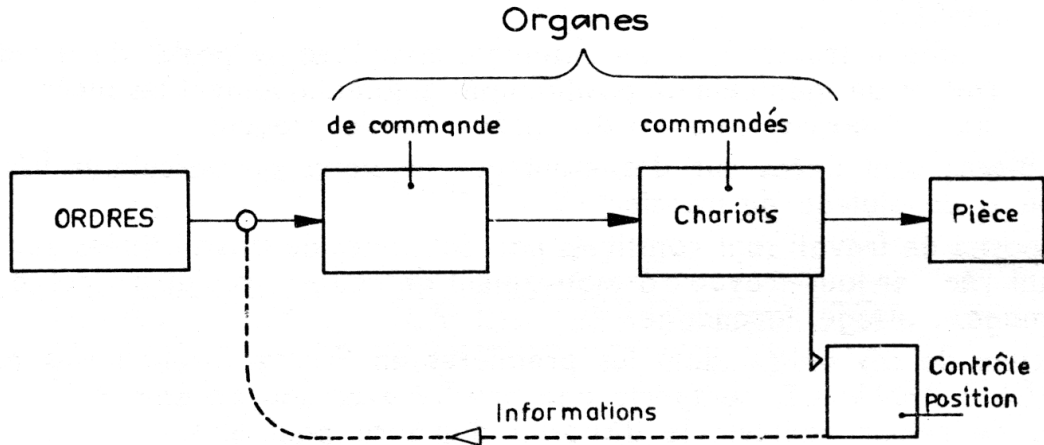 Organes
de commande
commandés
ORDRES
Chariots
Pièce
Contrôle
position
Informations